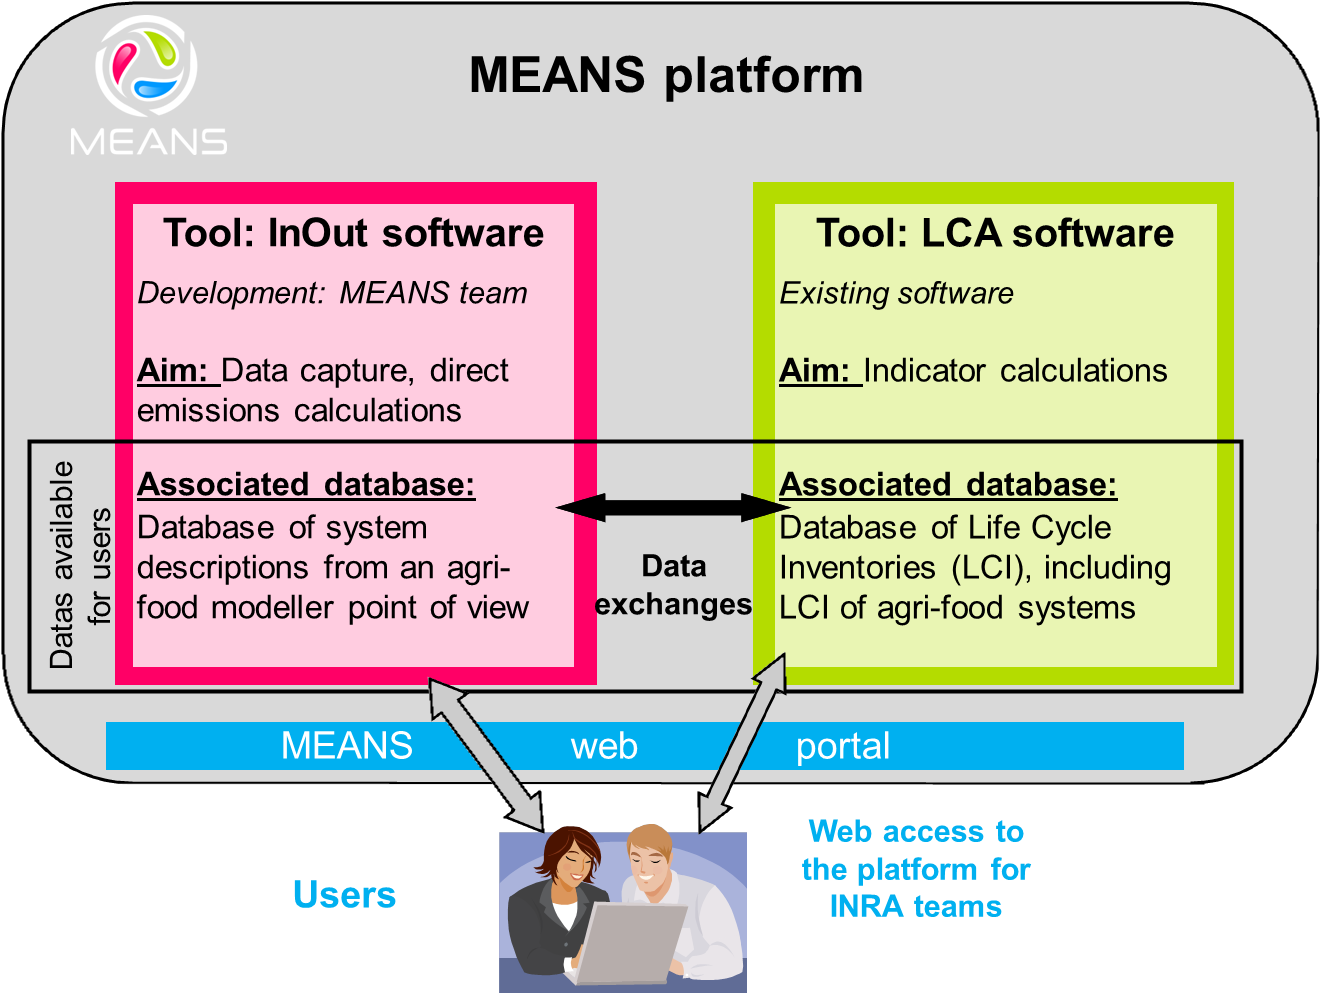 MEANS platform
MEANS
Tool: InOut software
Development: MEANS team
Aim: Data capture, direct
emissions calculations
Associated database:
Database of system
descriptions from an agri-
food modeller point of view
Tool: LCA software
Existing software
Aim: Indicator calculations
Associated database:
Database of Life Cycle
Inventories (LCI), including
LCI of agri-food systems
Data
exchanges
Datas available
for users
MEANS web portal
Users
Web access to
the platform for
INRA teams